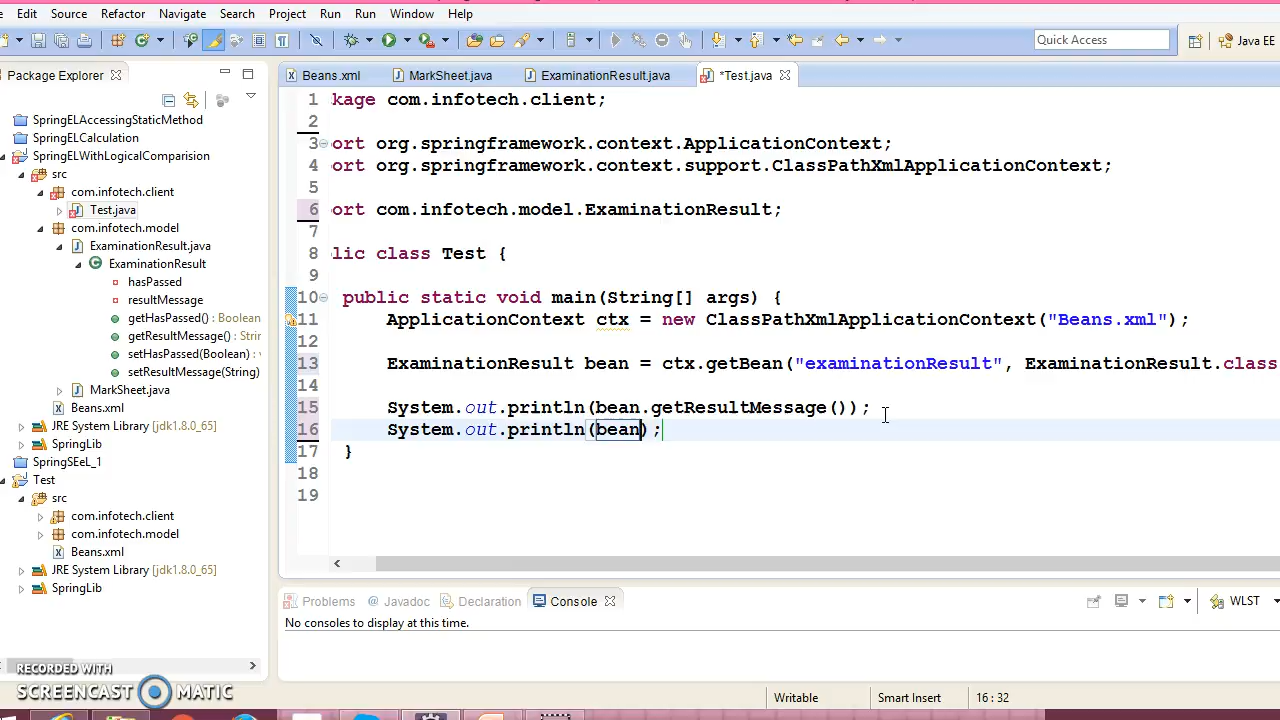 Edit Source Refactor Navigate Search Project Run Run Window Help
Quick Access
Java EE
Package Explorer
Beans.xml
MarkSheet.java
ExaminationResult.java
*Test.java
SpringELAccessingStaticMethod
SpringELCalculation
SpringELWithLogicalComparision
src
com.infotech.client
Test.java
com.infotech.model
ExaminationResult.java
ExaminationResult
hasPassed
resultMessage
getHasPassed() : Boolean
getResultMessage() : Strin
setHasPassed(Boolean) : v
setResultMessage(String)
MarkSheet.java
Beans.xml
JRE System Library [jdk1.8.0_65]
SpringLib
SpringSEeL_1
Test
src
com.infotech.client
com.infotech.model
Beans.xml
JRE System Library [jdk1.8.0_65]
SpringLib
1 kage com.infotech.client;
2
3 ort org.springframework.context.ApplicationContext;
4 ort org.springframework.context.support.ClassPathXmlApplicationContext;
5
6 ort com.infotech.model.ExaminationResult;
7
8 lic class Test {
9
10 public static void main(String[] args) {
11 ApplicationContext ctx = new ClassPathXmlApplicationContext("Beans.xml");
12
13 ExaminationResult bean = ctx.getBean("examinationResult", ExaminationResult.class
14
15 System.out.println(bean.getResultMessage());
16 System.out.println(bean);
17 }
18
19
Problems @ Javadoc Declaration Console
WLST
No consoles to display at this time.
RECORDED WITH
SCREENCAST MATIC
Writable
Smart Insert
16 : 32